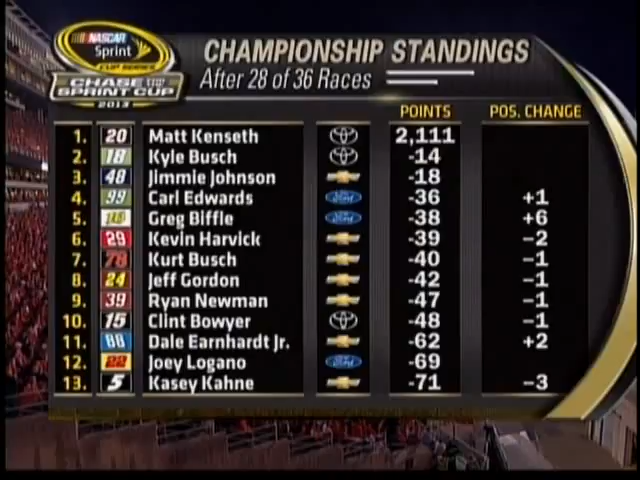 NASCAR
Sprint
CUP SERIES
CHASE FOR THE
SPRINT CUP
2013
CHAMPIONSHIP STANDINGS
After 28 of 36 Races
POINTS POS. CHANGE
1. 20 Matt Kenseth TOYOTA 2,111
2. 18 Kyle Busch -14
3. 48 Jimmie Johnson -18
4. 99 Carl Edwards Ford -36 +1
5. 16 Greg Biffle Ford -38 +6
6. 29 Kevin Harvick -39 -2
7. 78 Kurt Busch -40 -1
8. 24 Jeff Gordon -42 -1
9. 39 Ryan Newman -47 -1
10. 15 Clint Bowyer -48 -1
11. 88 Dale Earnhardt Jr. -62 +2
12. 22 Joey Logano Ford -69
13. 5 Kasey Kahne -71 -3